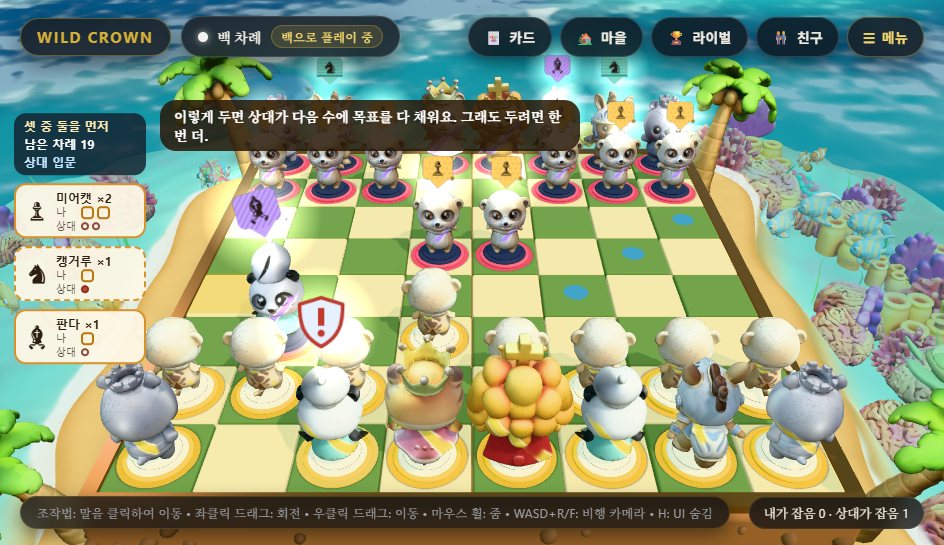 WILD CROWN
백 차례
백으로 플레이 중
카드
마을
라이벌
친구
☰ 메뉴
이렇게 두면 상대가 다음 수에 목표를 다 채워요. 그래도 두려면 한
번 더.
셋 중 둘을 먼저
남은 차례 19
상대 입문
미어캣 ×2
나
상대
캥거루 ×1
나
상대
판다 ×1
나
상대
조작법: 말을 클릭하여 이동 • 좌클릭 드래그: 회전 • 우클릭 드래그: 이동 • 마우스 휠: 줌 • WASD+R/F: 비행 카메라 • H: UI 숨김
내가 잡음 0 · 상대가 잡음 1